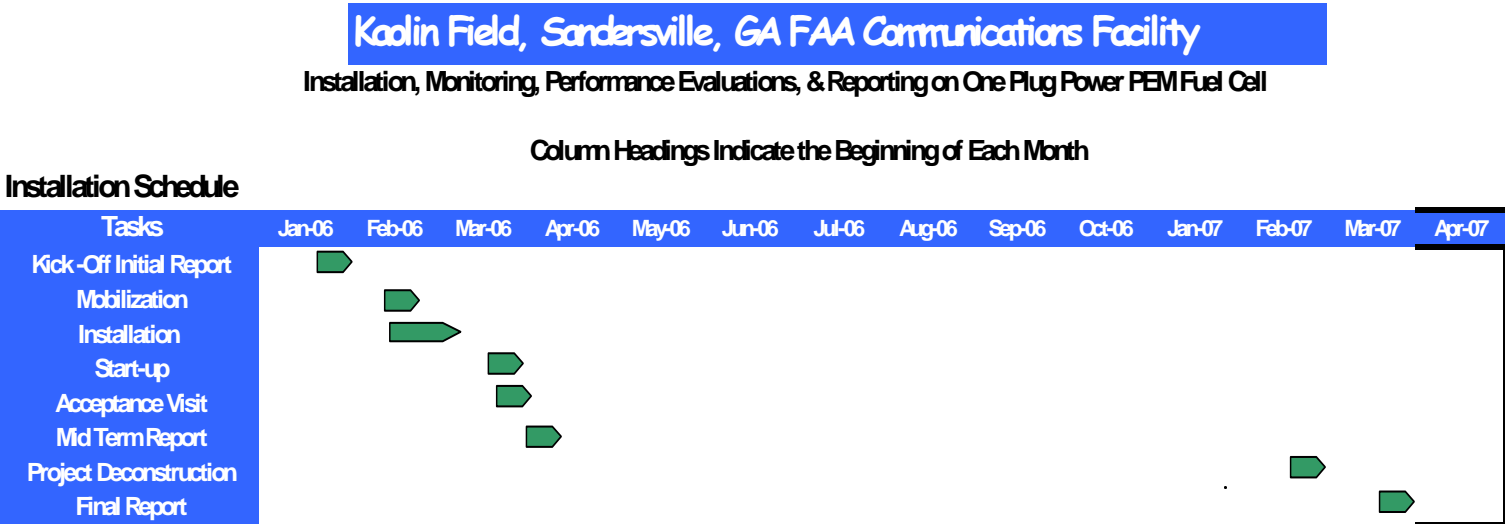 Kaolin Field, Sandersville, GA FAA Communications Facility
Installation, Monitoring, Performance Evaluations, & Reporting on One Plug Power PEM Fuel Cell
Column Headings Indicate the Beginning of Each Month
Installation Schedule
Tasks Jan-06 Feb-06 Mar-06 Apr-06 May-06 Jun-06 Jul-06 Aug-06 Sep-06 Oct-06 Jan-07 Feb-07 Mar-07 Apr-07
Kick -Off Initial Report
Mobilization
Installation
Start-up
Acceptance Visit
Mid Term Report
Project Deconstruction
Final Report